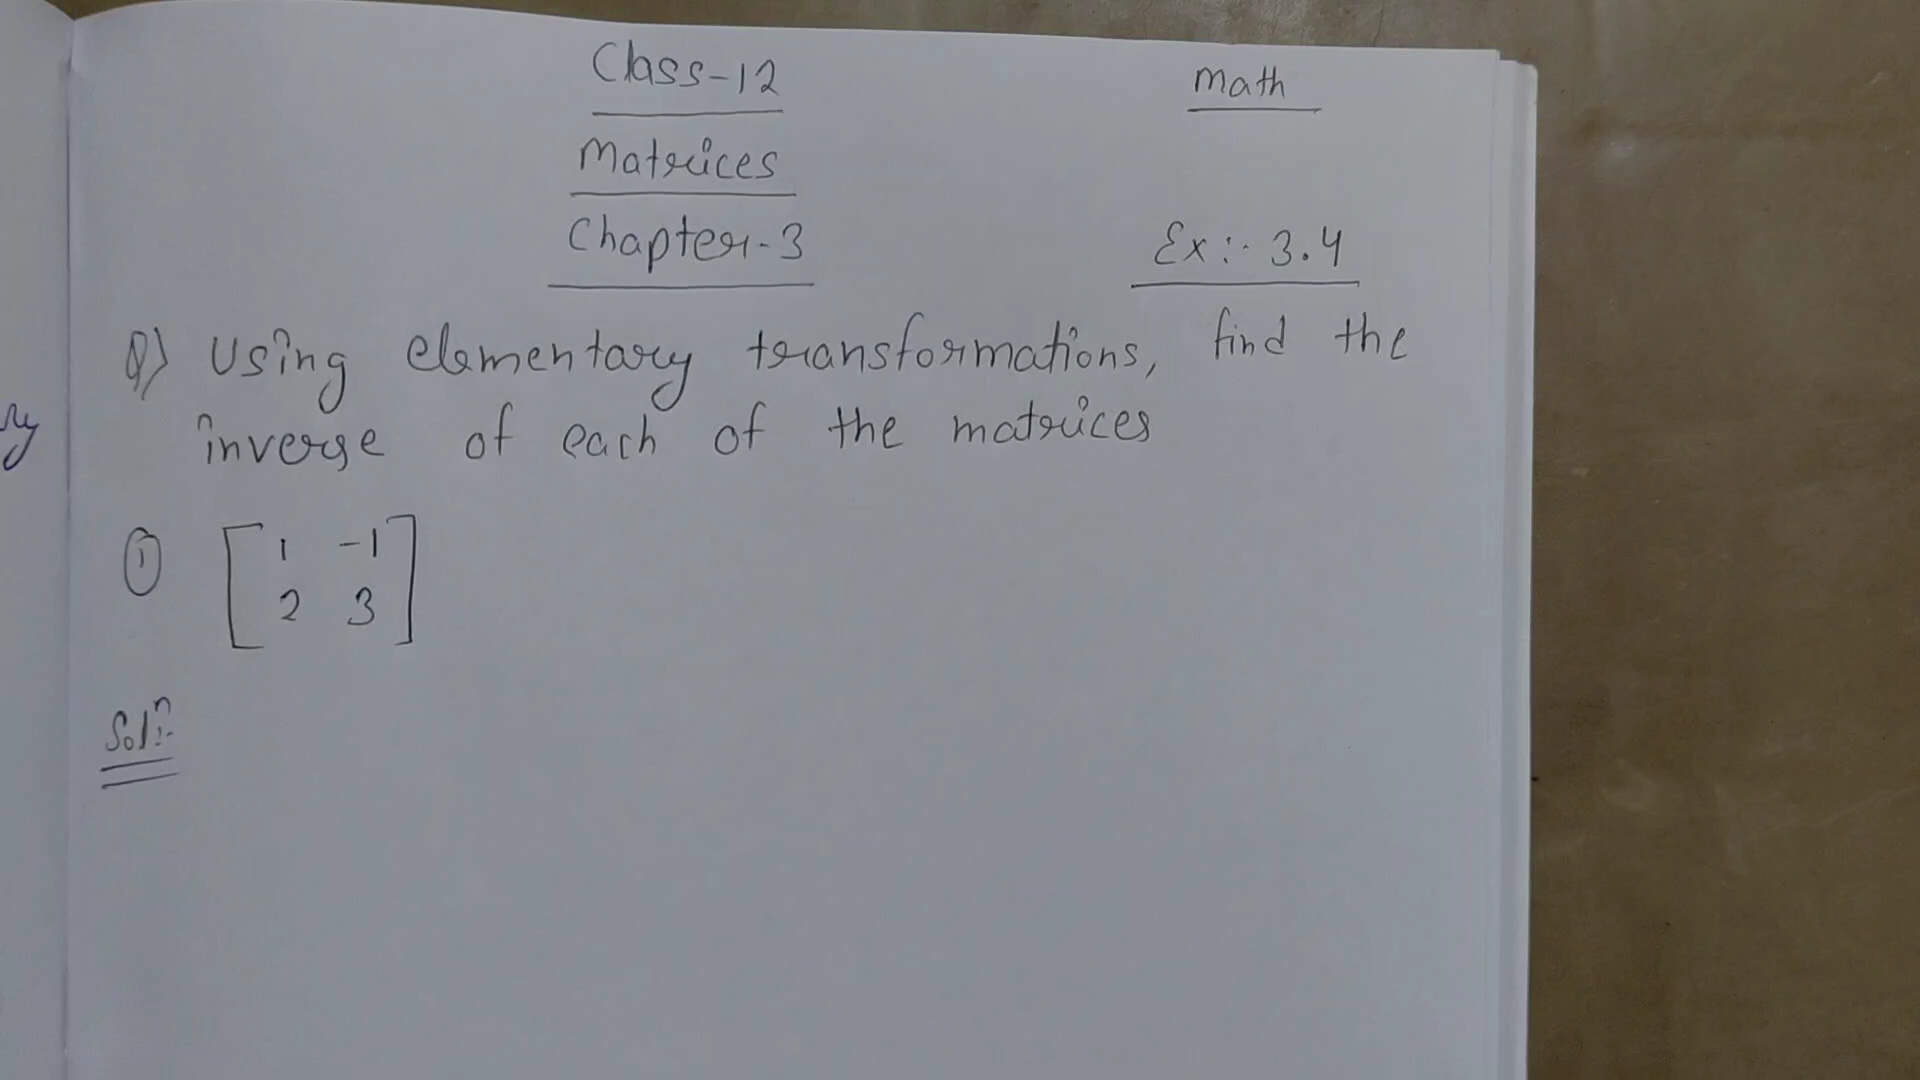 Class-12
Math
Matrices
Chapter-3
Ex:- 3.4
Q) Using elementary transformations, find the
inverse of each of the matrices
① [1 -1
2 3]
Solⁿ:-